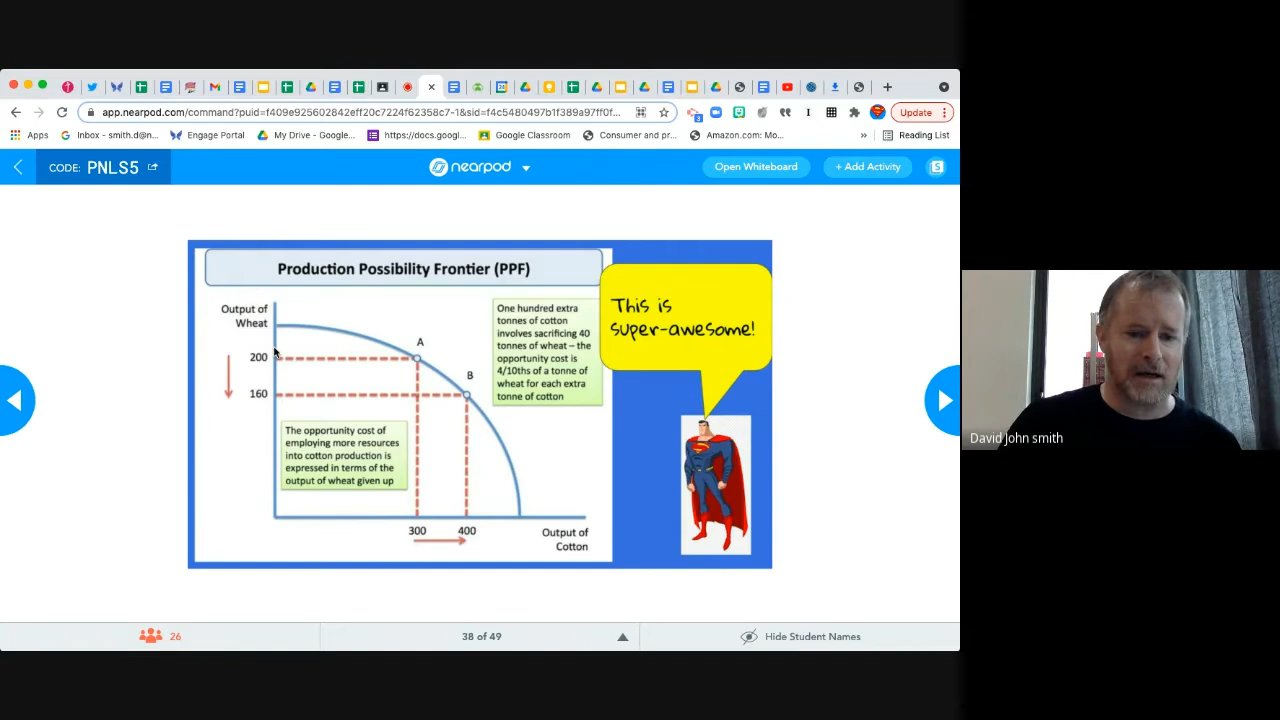 app.nearpod.com/command?puid=f409e925602842eff20c7224f62358c7-1&sid=f4c5480497b1f389a97ff0f...
3
Update
Apps
Inbox - smith.d@n...
Engage Portal
My Drive - Google...
https://docs.googl...
Google Classroom
Consumer and pr...
Amazon.com: Mo...
»
Reading List
CODE: PNLS5
nearpod
Open Whiteboard
+ Add Activity
S
Production Possibility Frontier (PPF)
Output of
Wheat
200
160
A
B
One hundred extra
tonnes of cotton
involves sacrificing 40
tonnes of wheat – the
opportunity cost is
4/10ths of a tonne of
wheat for each extra
tonne of cotton
The opportunity cost of
employing more resources
into cotton production is
expressed in terms of the
output of wheat given up
300
400
Output of
Cotton
This is
super-awesome!
David John smith
26
38 of 49
Hide Student Names